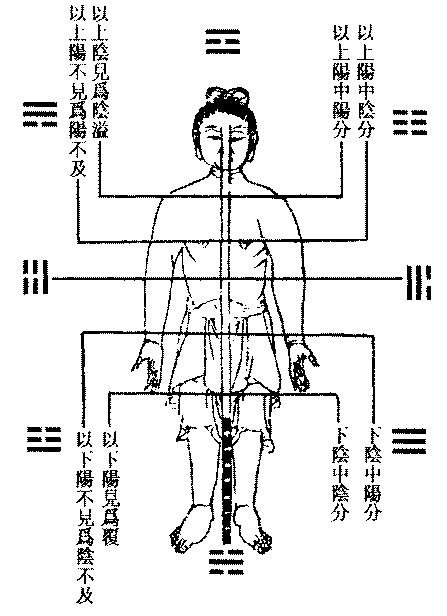 以上陽中陰分
以上陽中陽分
以上陰見爲陰溢
以上陽不見爲陽不及
下陰中陽分
下陰中陰分
以下陽見爲覆
以下陽不見爲陰不及